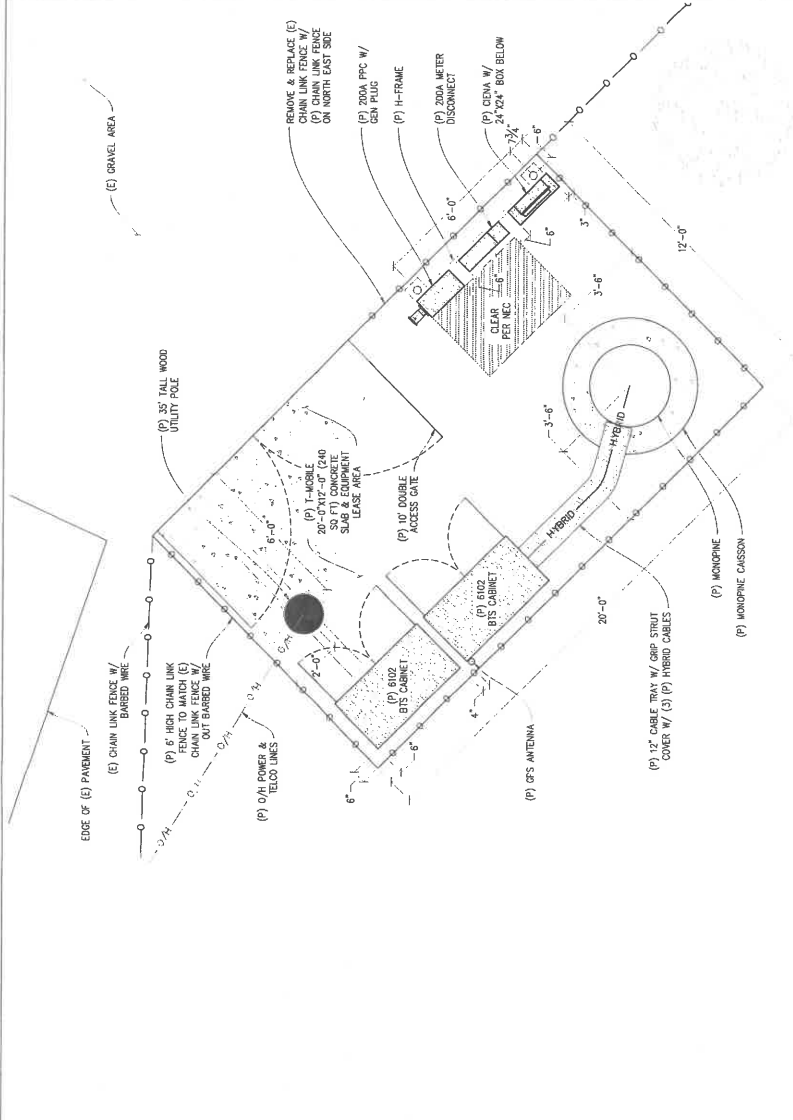 EDGE OF (E) PAVEMENT
(E) CHAIN LINK FENCE W/
BARBED WIRE
(P) 6' HIGH CHAIN LINK
FENCE TO MATCH (E)
CHAIN LINK FENCE W/
OUT BARBED WIRE
(P) O/H POWER &
TELCO LINES
O/H
O/H
O/H
O/H
(P) 35' TALL WOOD
UTILITY POLE
(E) GRAVEL AREA
REMOVE & REPLACE (E)
CHAIN LINK FENCE W/
(P) CHAIN LINK FENCE
ON NORTH EAST SIDE
(P) 200A PPC W/
GEN PLUG
(P) H-FRAME
(P) 200A METER
DISCONNECT
(P) CIENA W/
24"X24" BOX BELOW
6'-0"
7 3/4"
6"
6'-0"
(P) T-MOBILE
20'-0"X12'-0" (240
SQ FT) CONCRETE
SLAB & EQUIPMENT
LEASE AREA
(P) 10' DOUBLE
ACCESS GATE
CLEAR
PER NEC
6"
6"
3"
3'-6"
12'-0"
2'-0"
(P) 6102
BTS CABINET
(P) 6102
BTS CABINET
6"
6"
4"
(P) GPS ANTENNA
3'-6"
HYBRID
HYBRID
20'-0"
(P) 12" CABLE TRAY W/ GRIP STRUT
COVER W/ (3) (P) HYBRID CABLES
(P) MONOPINE
(P) MONOPINE CAISSON